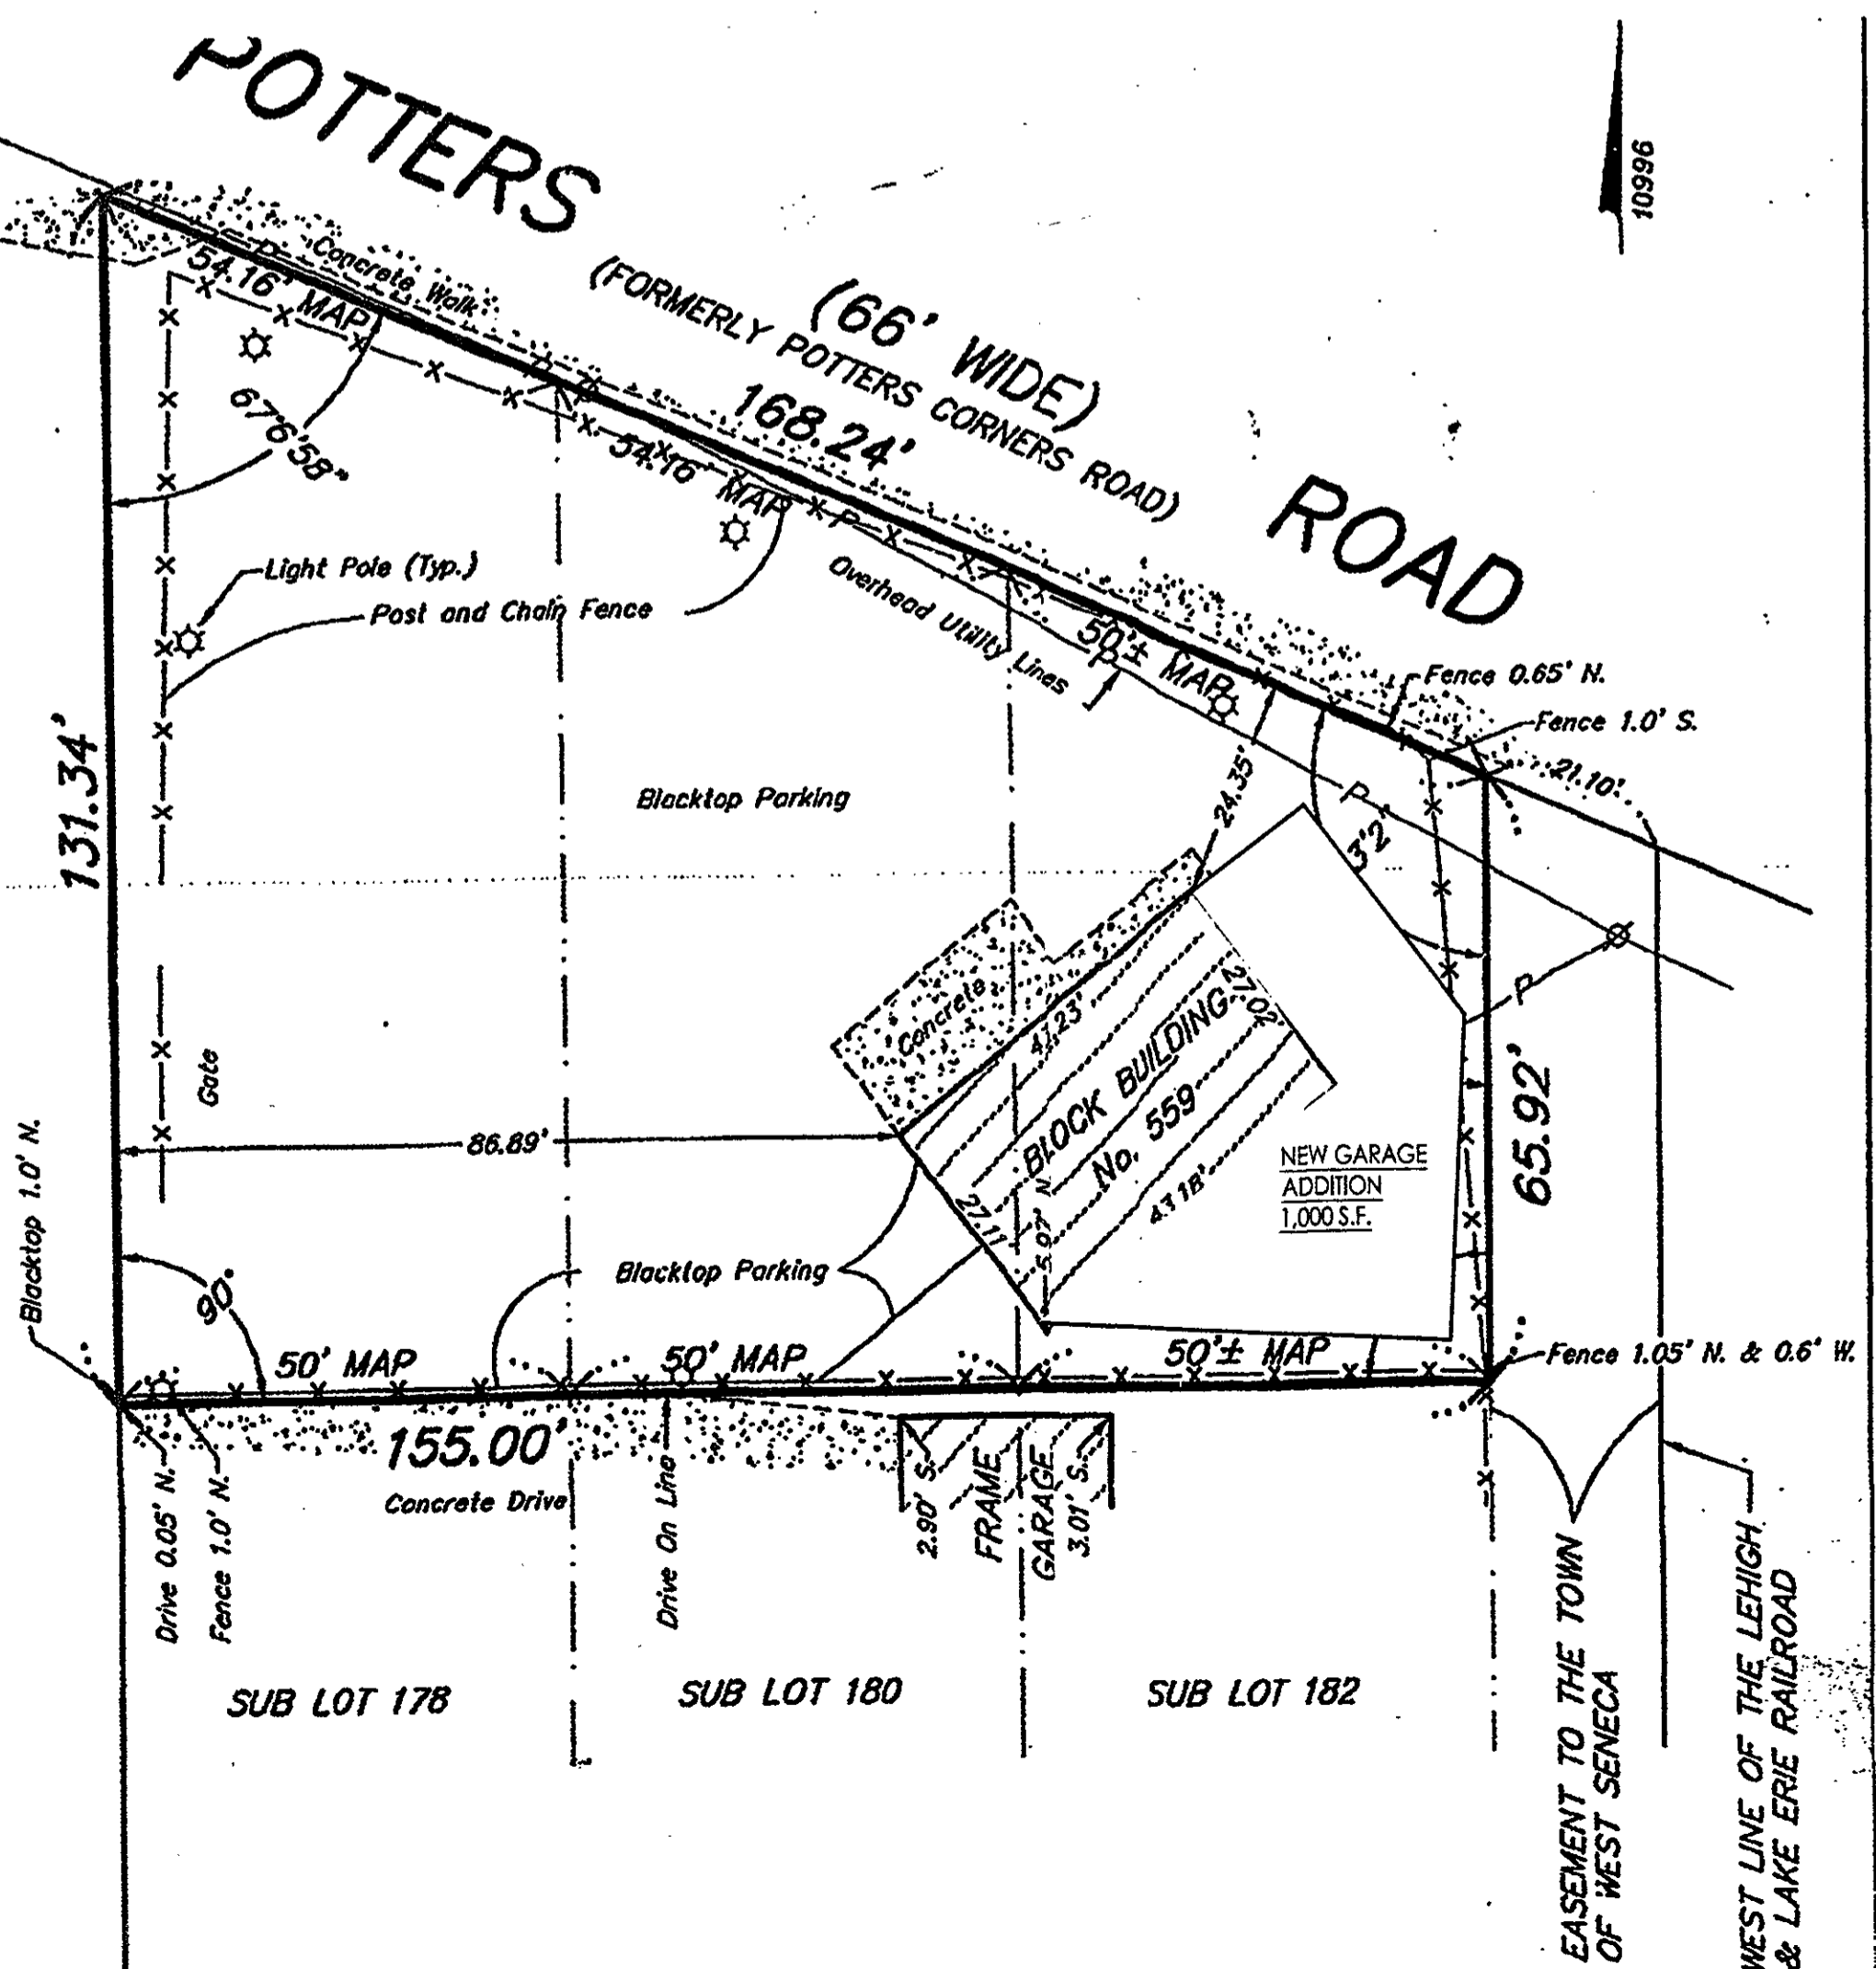 POTTERS
ROAD
(66' WIDE)
(FORMERLY POTTERS CORNERS ROAD)
168.24'
10996
Concrete Walk
54.16' MAP
54.16' MAP
50'± MAP
67°6'58"
Light Pole (Typ.)
Post and Chain Fence
Overhead Utility Lines
Fence 0.65' N.
Fence 1.0' S.
21.10'
131.34'
Blacktop Parking
24.35'
P
P
P
P
P
Concrete
47.23'
27.02'
BLOCK BUILDING
No. 559
43.18'
27.11
5.97' N.
NEW GARAGE
ADDITION
1,000 S.F.
65.92'
Gate
86.89'
Blacktop 1.0' N.
Blacktop Parking
90°
50' MAP
50' MAP
50'± MAP
Fence 1.05' N. & 0.6' W.
155.00'
Concrete Drive
Drive 0.05' N.
Fence 1.0' N.
Drive On Line
2.90' S.
FRAME
GARAGE
3.01' S.
SUB LOT 178
SUB LOT 180
SUB LOT 182
EASEMENT TO THE TOWN
OF WEST SENECA
WEST LINE OF THE LEHIGH
& LAKE ERIE RAILROAD